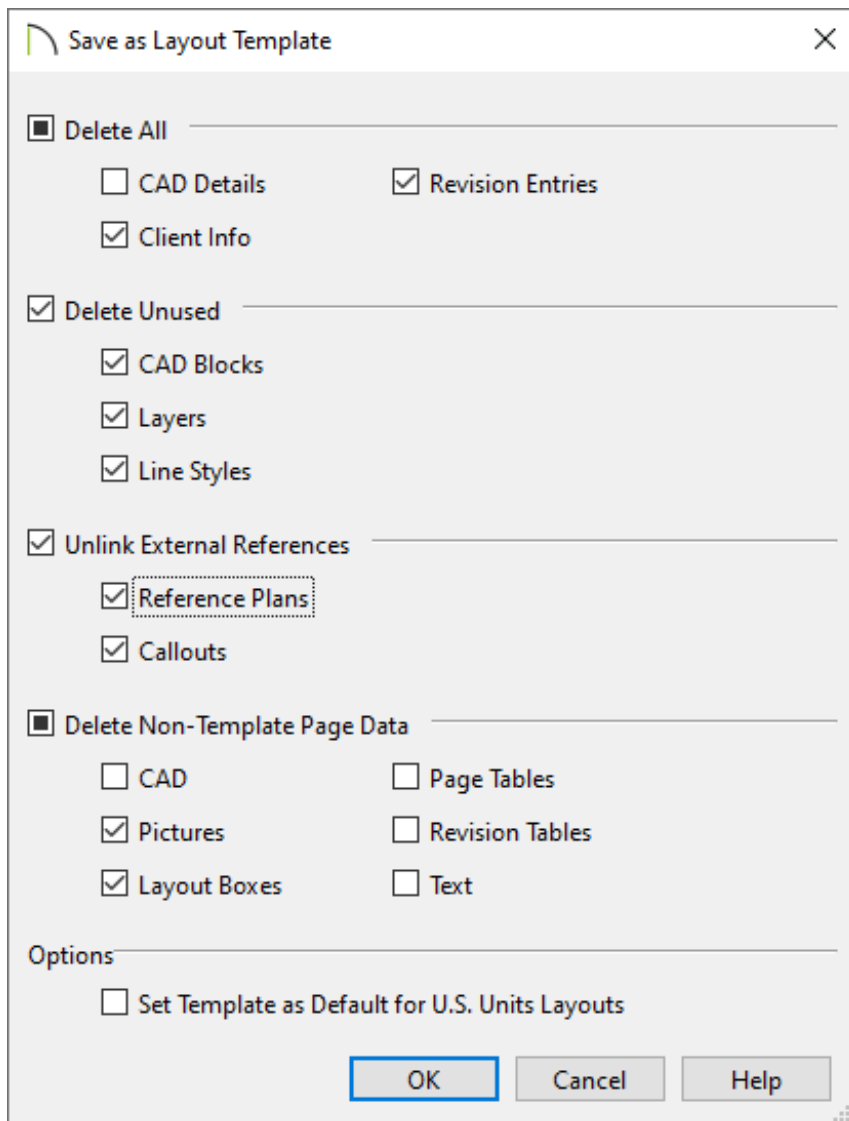 Save as Layout Template
Delete All
CAD Details Revision Entries
Client Info
Delete Unused
CAD Blocks
Layers
Line Styles
Unlink External References
Reference Plans
Callouts
Delete Non-Template Page Data
CAD Page Tables
Pictures Revision Tables
Layout Boxes Text
Options
Set Template as Default for U.S. Units Layouts
OK Cancel Help